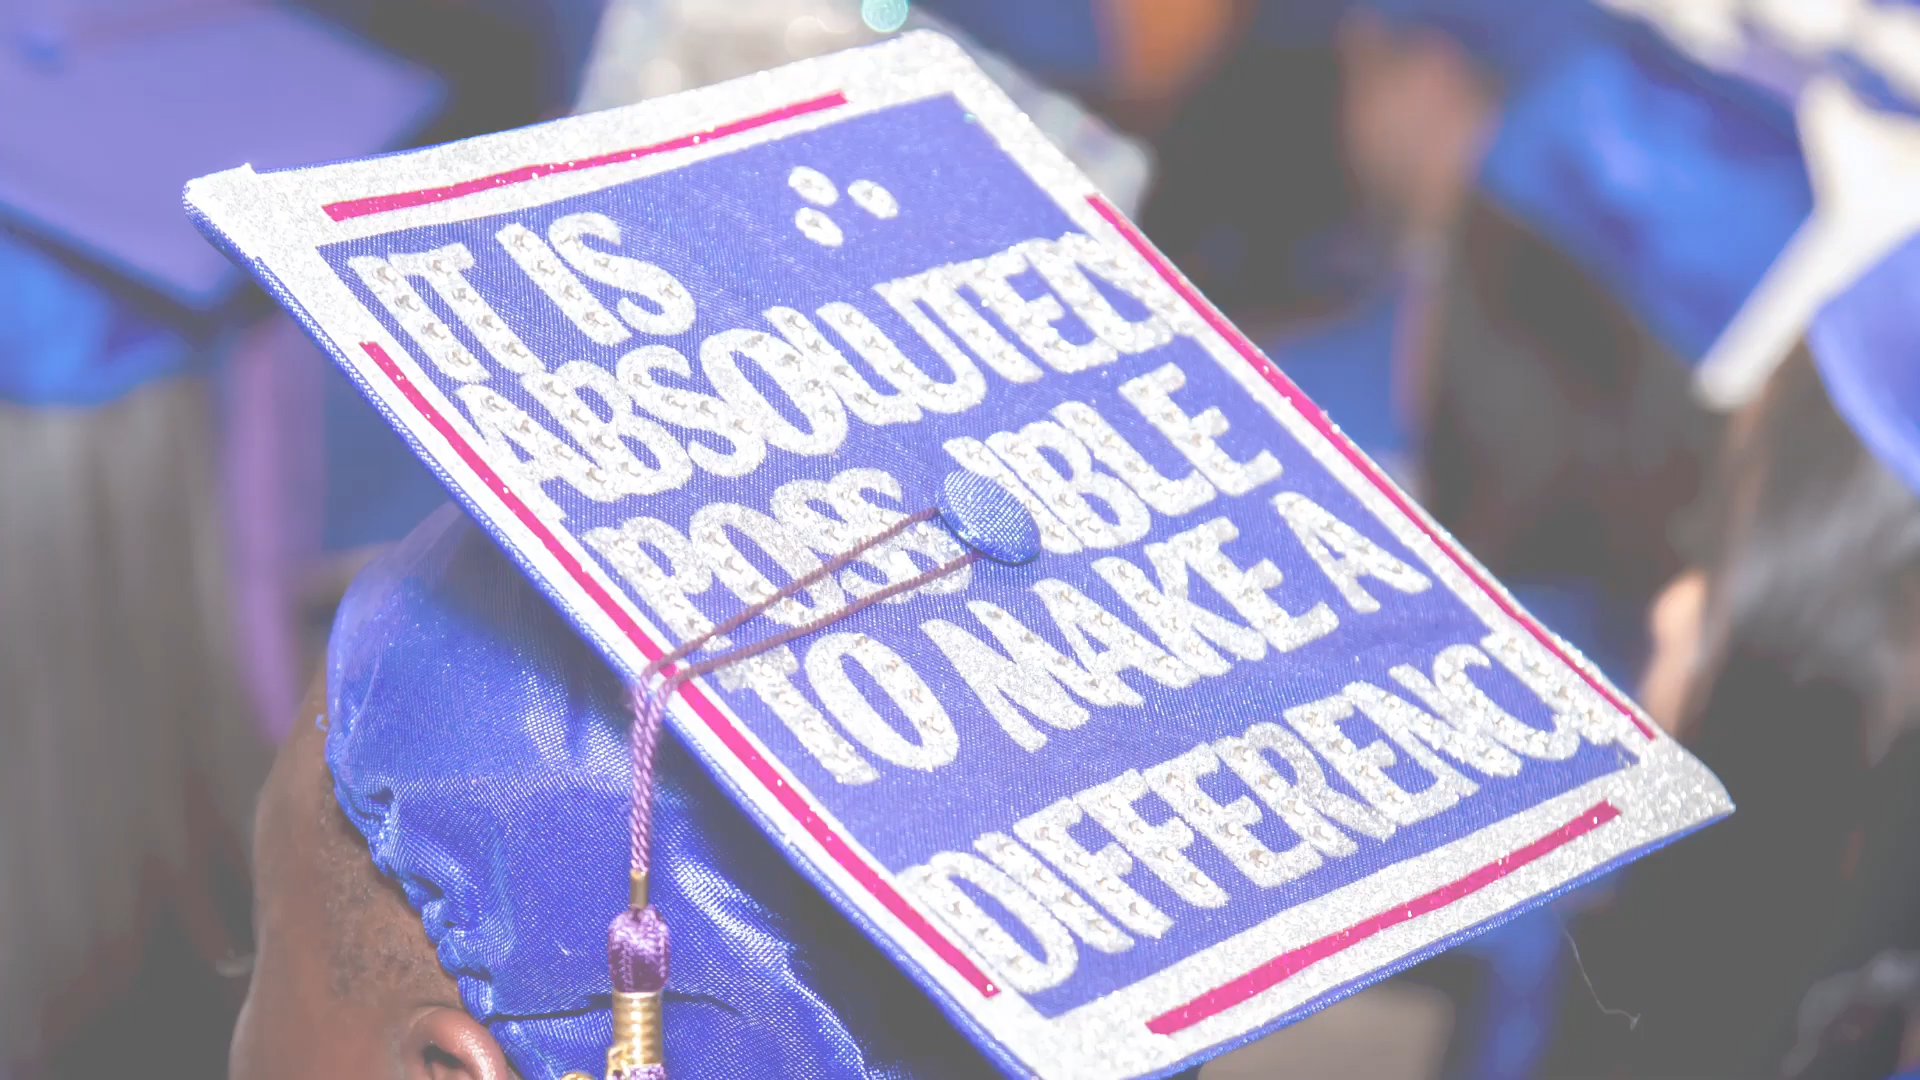 IT IS
ABSOLUTELY
POSSIBLE
TO MAKE A
DIFFERENCE